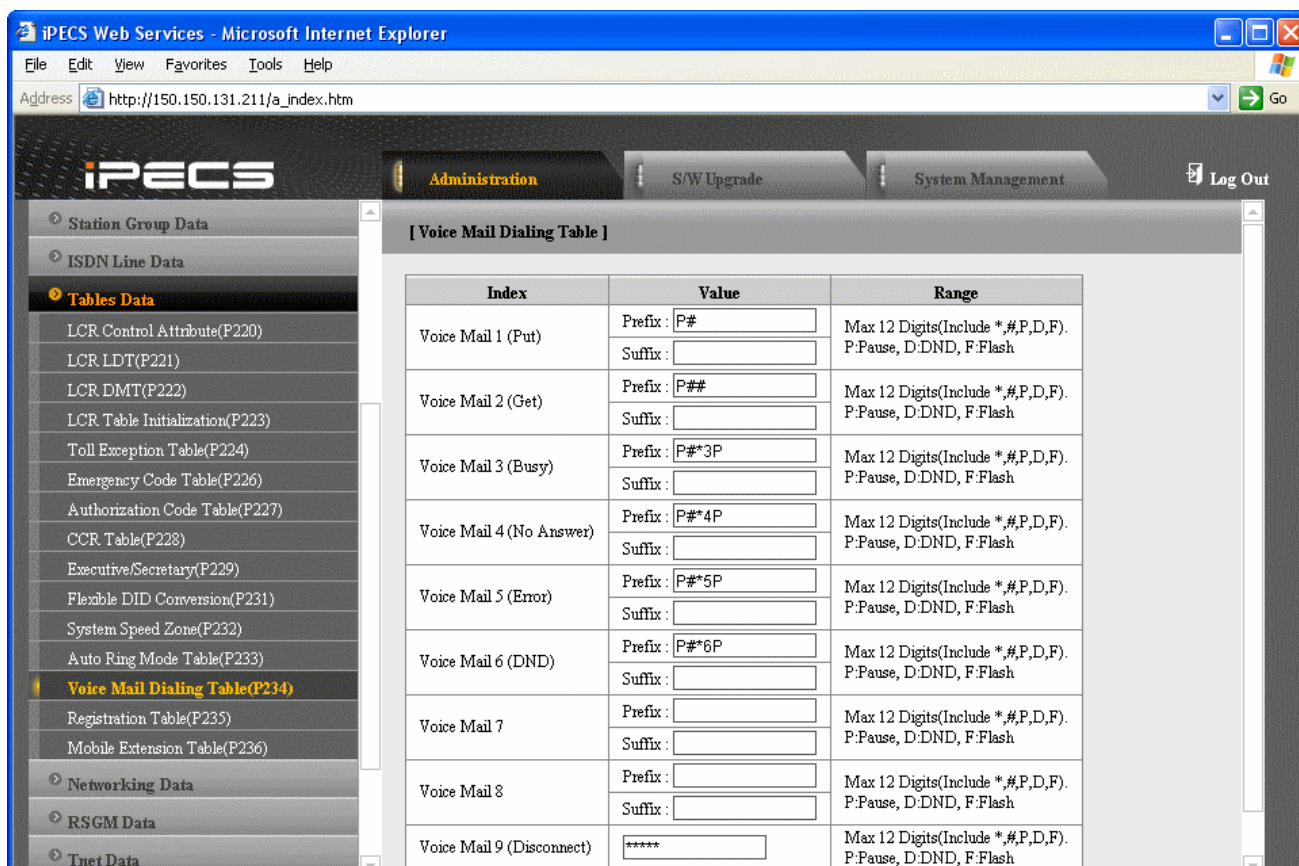 iPECS Web Services - Microsoft Internet Explorer
File Edit View Favorites Tools Help
Address http://150.150.131.211/a_index.htm Go
iPECS
Administration S/W Upgrade System Management Log Out
Station Group Data
ISDN Line Data
Tables Data
LCR Control Attribute(P220)
LCR LDT(P221)
LCR DMT(P222)
LCR Table Initialization(P223)
Toll Exception Table(P224)
Emergency Code Table(P226)
Authorization Code Table(P227)
CCR Table(P228)
Executive/Secretary(P229)
Flexible DID Conversion(P231)
System Speed Zone(P232)
Auto Ring Mode Table(P233)
Voice Mail Dialing Table(P234)
Registration Table(P235)
Mobile Extension Table(P236)
Networking Data
RSGM Data
Tnet Data
[ Voice Mail Dialing Table ]
Index Value Range
Voice Mail 1 (Put)
Prefix : P#
Suffix :
Max 12 Digits(Include *,#,P,D,F).
P:Pause, D:DND, F:Flash
Voice Mail 2 (Get)
Prefix : P##
Suffix :
Max 12 Digits(Include *,#,P,D,F).
P:Pause, D:DND, F:Flash
Voice Mail 3 (Busy)
Prefix : P#*3P
Suffix :
Max 12 Digits(Include *,#,P,D,F).
P:Pause, D:DND, F:Flash
Voice Mail 4 (No Answer)
Prefix : P#*4P
Suffix :
Max 12 Digits(Include *,#,P,D,F).
P:Pause, D:DND, F:Flash
Voice Mail 5 (Error)
Prefix : P#*5P
Suffix :
Max 12 Digits(Include *,#,P,D,F).
P:Pause, D:DND, F:Flash
Voice Mail 6 (DND)
Prefix : P#*6P
Suffix :
Max 12 Digits(Include *,#,P,D,F).
P:Pause, D:DND, F:Flash
Voice Mail 7
Prefix :
Suffix :
Max 12 Digits(Include *,#,P,D,F).
P:Pause, D:DND, F:Flash
Voice Mail 8
Prefix :
Suffix :
Max 12 Digits(Include *,#,P,D,F).
P:Pause, D:DND, F:Flash
Voice Mail 9 (Disconnect)
*****
Max 12 Digits(Include *,#,P,D,F).
P:Pause, D:DND, F:Flash